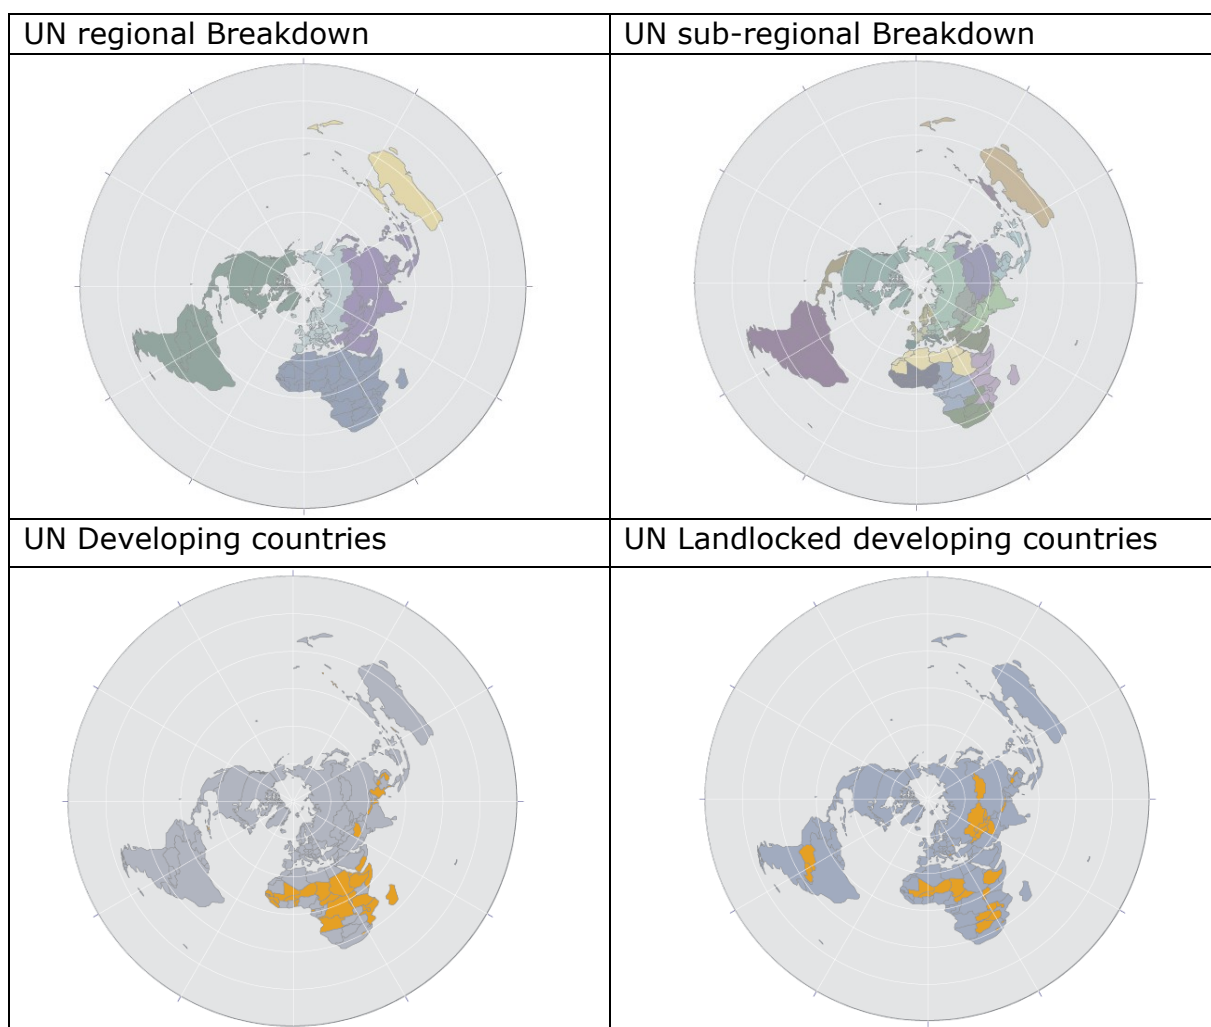 UN regional Breakdown
UN sub-regional Breakdown
UN Developing countries
UN Landlocked developing countries